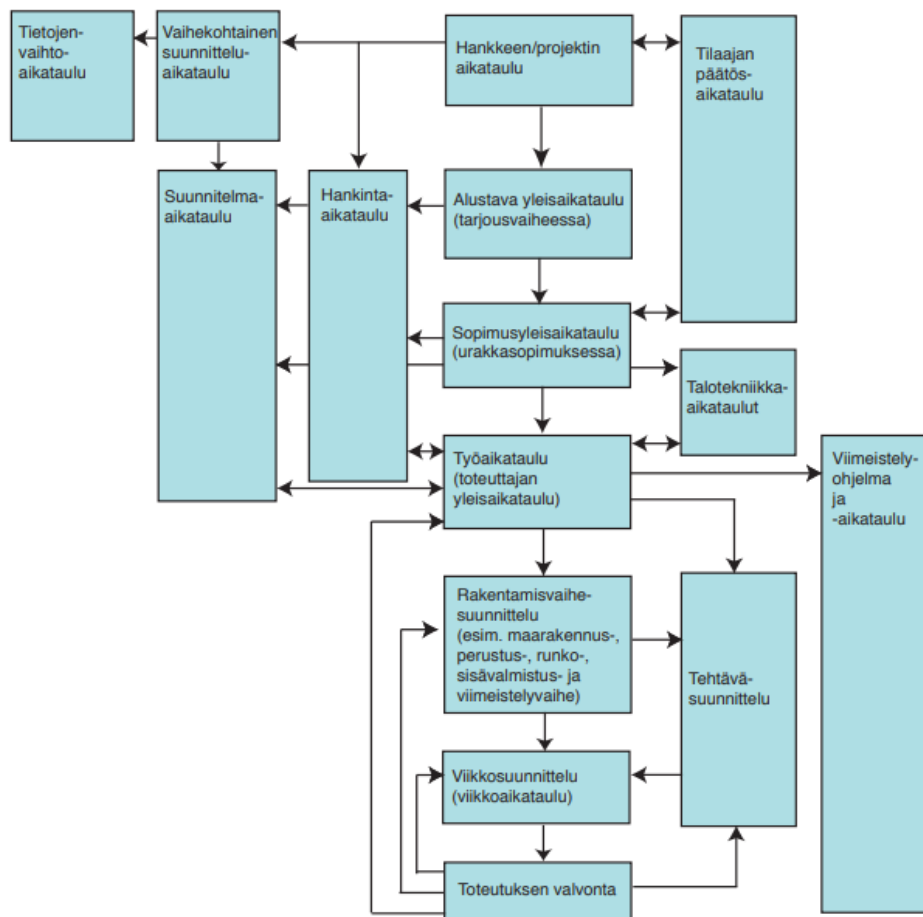 Tietojen-
vaihto-
aikataulu
Vaihekohtainen
suunnittelu-
aikataulu
Hankkeen/projektin
aikataulu
Tilaajan
päätös-
aikataulu
Suunnitelma-
aikataulu
Hankinta-
aikataulu
Alustava yleisaikataulu
(tarjousvaiheessa)
Sopimusyleisaikataulu
(urakkasopimuksessa)
Talotekniikka-
aikataulut
Työaikataulu
(toteuttajan
yleisaikataulu)
Viimeistely-
ohjelma
ja
-aikataulu
Rakentamisvaihe-
suunnittelu
(esim. maarakennus-,
perustus-, runko-,
sisävalmistus- ja
viimeistelyvaihe)
Tehtävä-
suunnittelu
Viikkosuunnittelu
(viikkoaikataulu)
Toteutuksen valvonta